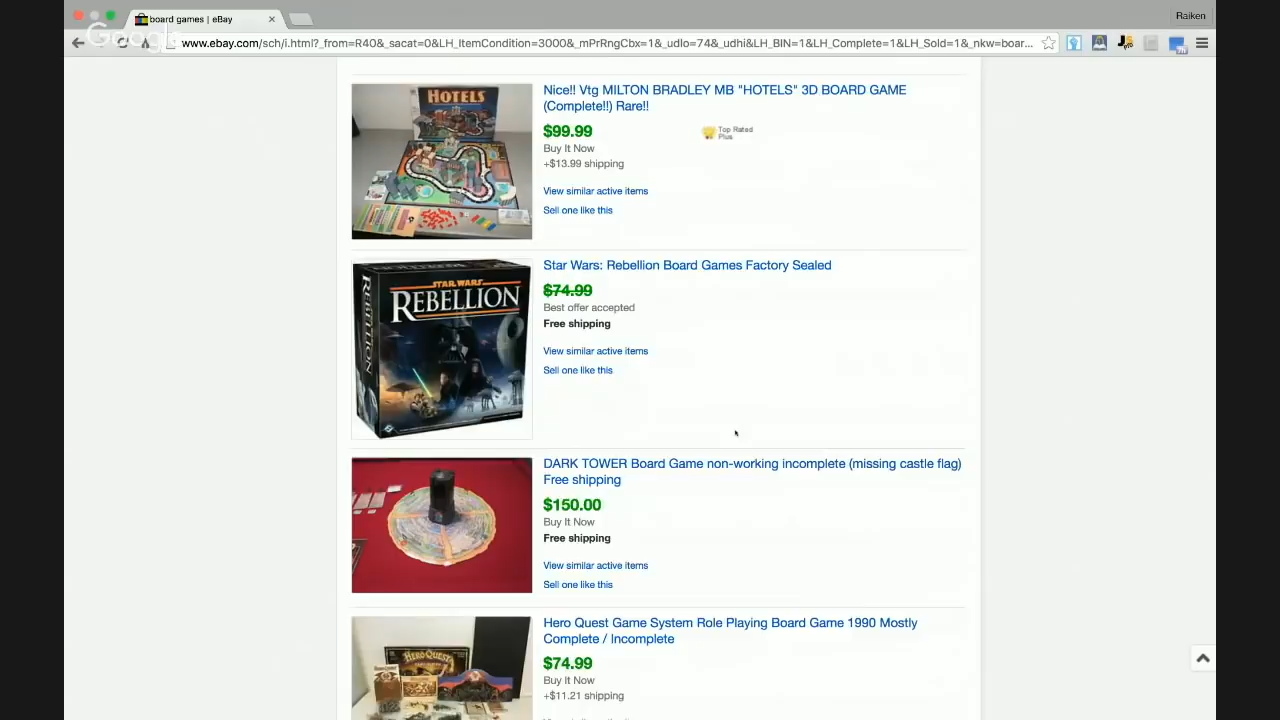 board games | eBay
Raiken
Google
www.ebay.com/sch/i.html?_from=R40&_sacat=0&LH_ItemCondition=3000&_mPrRngCbx=1&_udlo=74&_udhi&LH_BIN=1&LH_Complete=1&LH_Sold=1&_nkw=boar...
HOTELS
Nice!! Vtg MILTON BRADLEY MB "HOTELS" 3D BOARD GAME
(Complete!!) Rare!!
$99.99
Top Rated
Plus
Buy It Now
+$13.99 shipping
View similar active items
Sell one like this
STAR WARS:
REBELLION
REBELLION
Star Wars: Rebellion Board Games Factory Sealed
$74.99
Best offer accepted
Free shipping
View similar active items
Sell one like this
DARK TOWER Board Game non-working incomplete (missing castle flag)
Free shipping
$150.00
Buy It Now
Free shipping
View similar active items
Sell one like this
HEROQUEST
Hero Quest Game System Role Playing Board Game 1990 Mostly
Complete / Incomplete
$74.99
Buy It Now
+$11.21 shipping